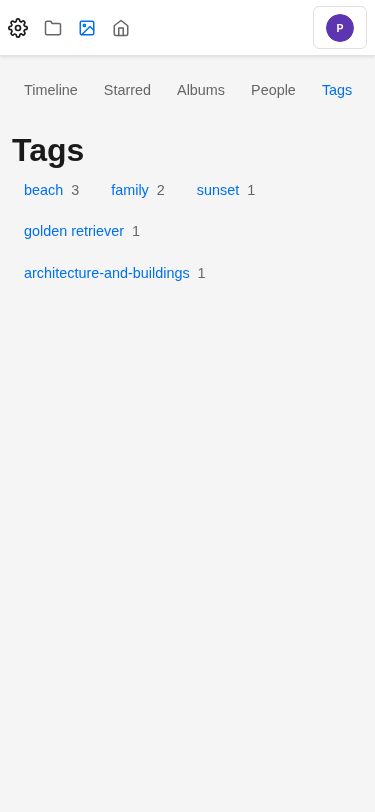 P
Timeline Starred Albums People Tags
Tags
beach 3 family 2 sunset 1
golden retriever 1
architecture-and-buildings 1